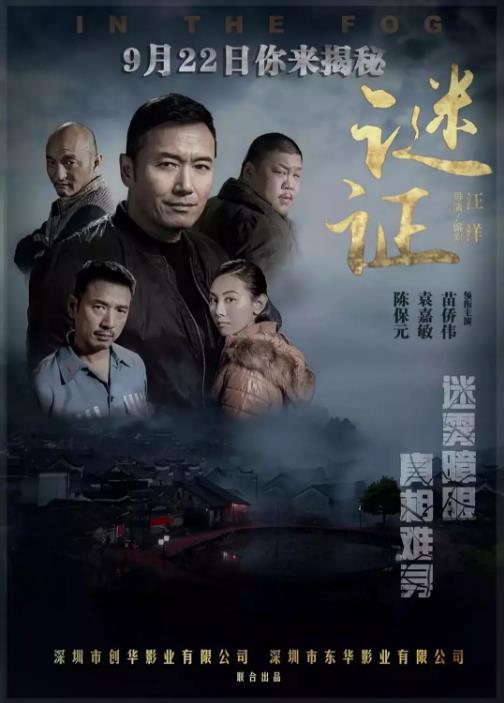 IN THE FOG
9月22日你来揭秘
谜证
汪洋
导演/编剧
领衔主演
苗侨伟
袁嘉敏
陈保元
迷雾障眼
真相难寻
深圳市创华影业有限公司 深圳市东华影业有限公司
联合出品